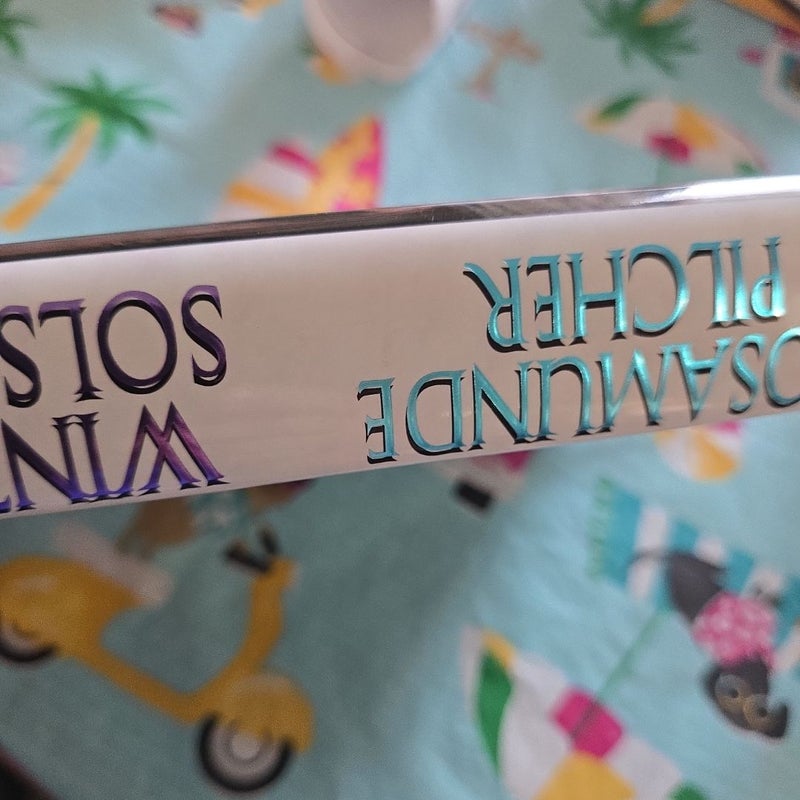 OSAMUNDE
PILCHER
WIN
SOLS